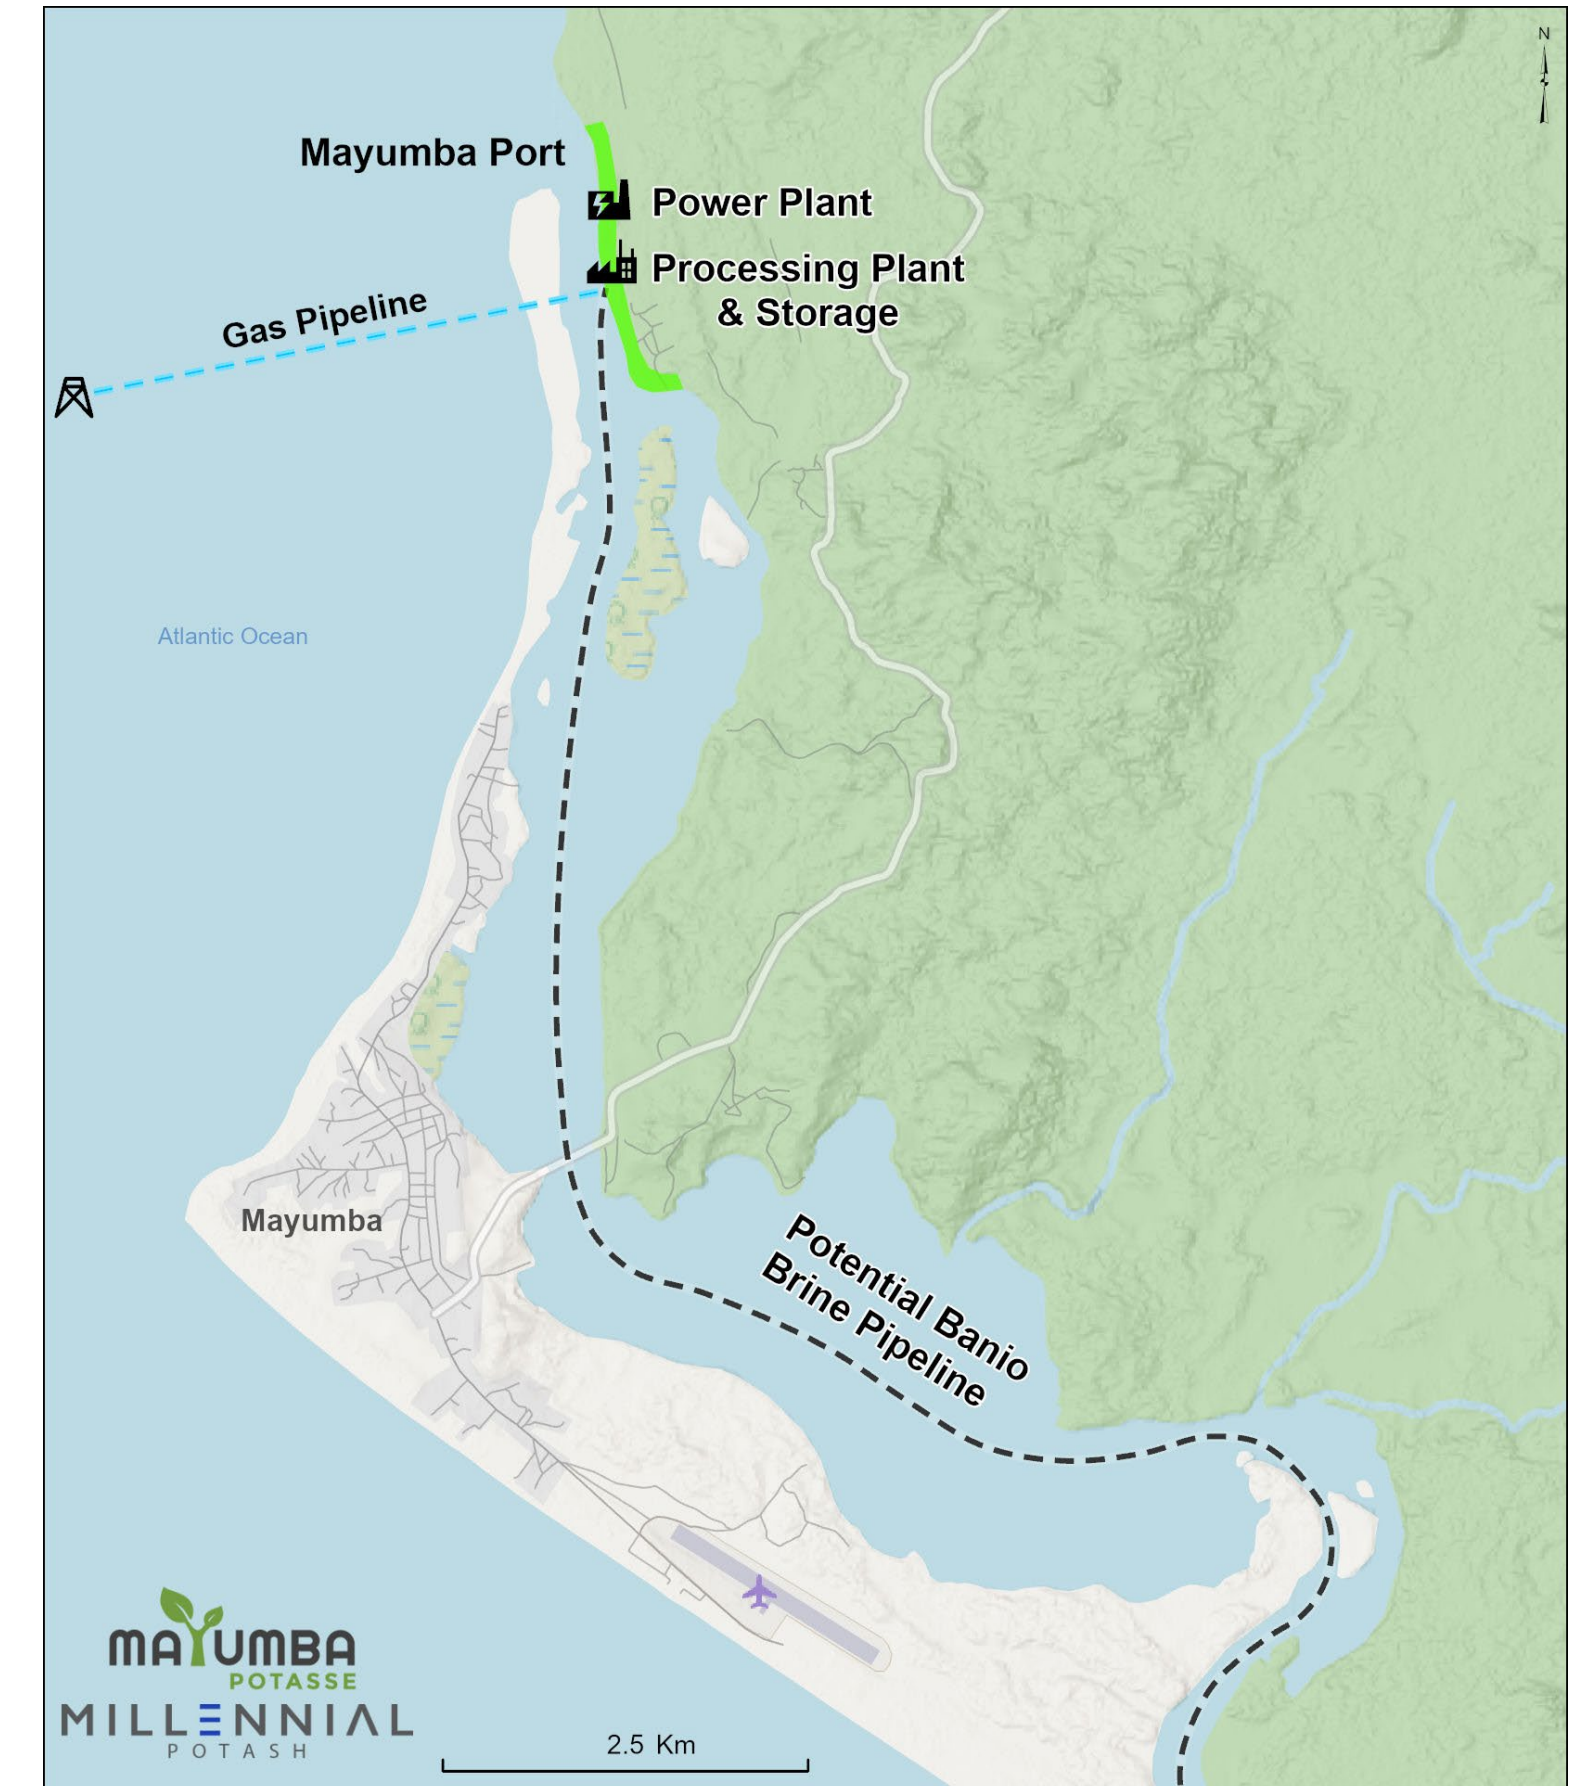 N
Mayumba Port
Power Plant
Processing Plant
& Storage
Gas Pipeline
Atlantic Ocean
Mayumba
Potential Banio
Brine Pipeline
MAYUMBA
POTASSE
MILLENNIAL
POTASH
2.5 Km